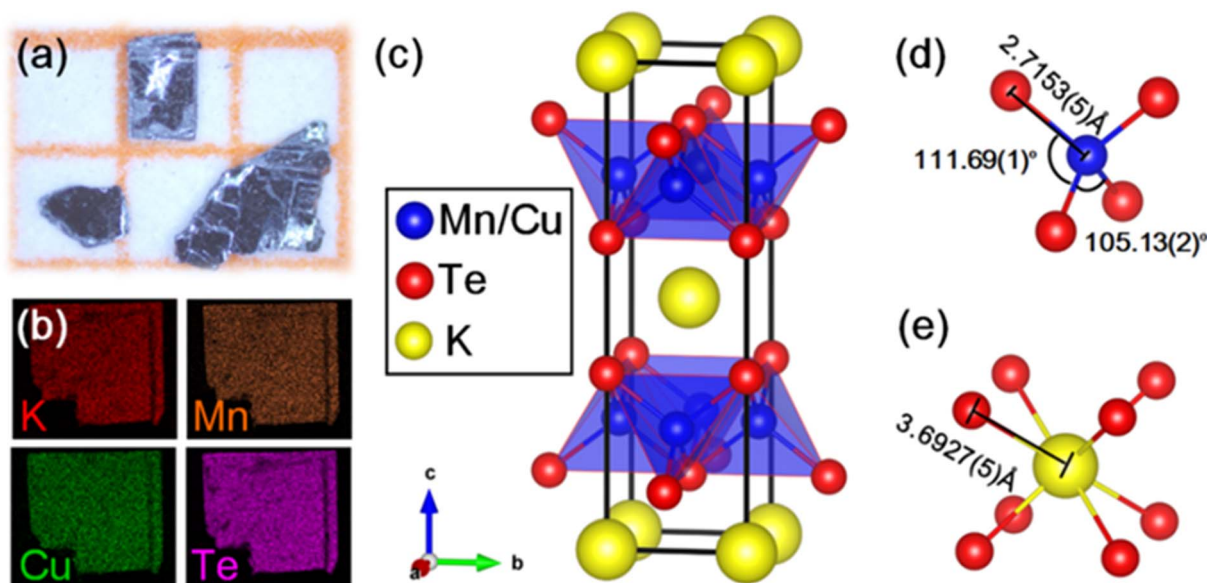 (a)
(b)
K
Mn
Cu
Te
(c)
Mn/Cu
Te
K
c
b
a
(d)
2.7153(5)Å
111.69(1)°
105.13(2)°
(e)
3.6927(5)Å